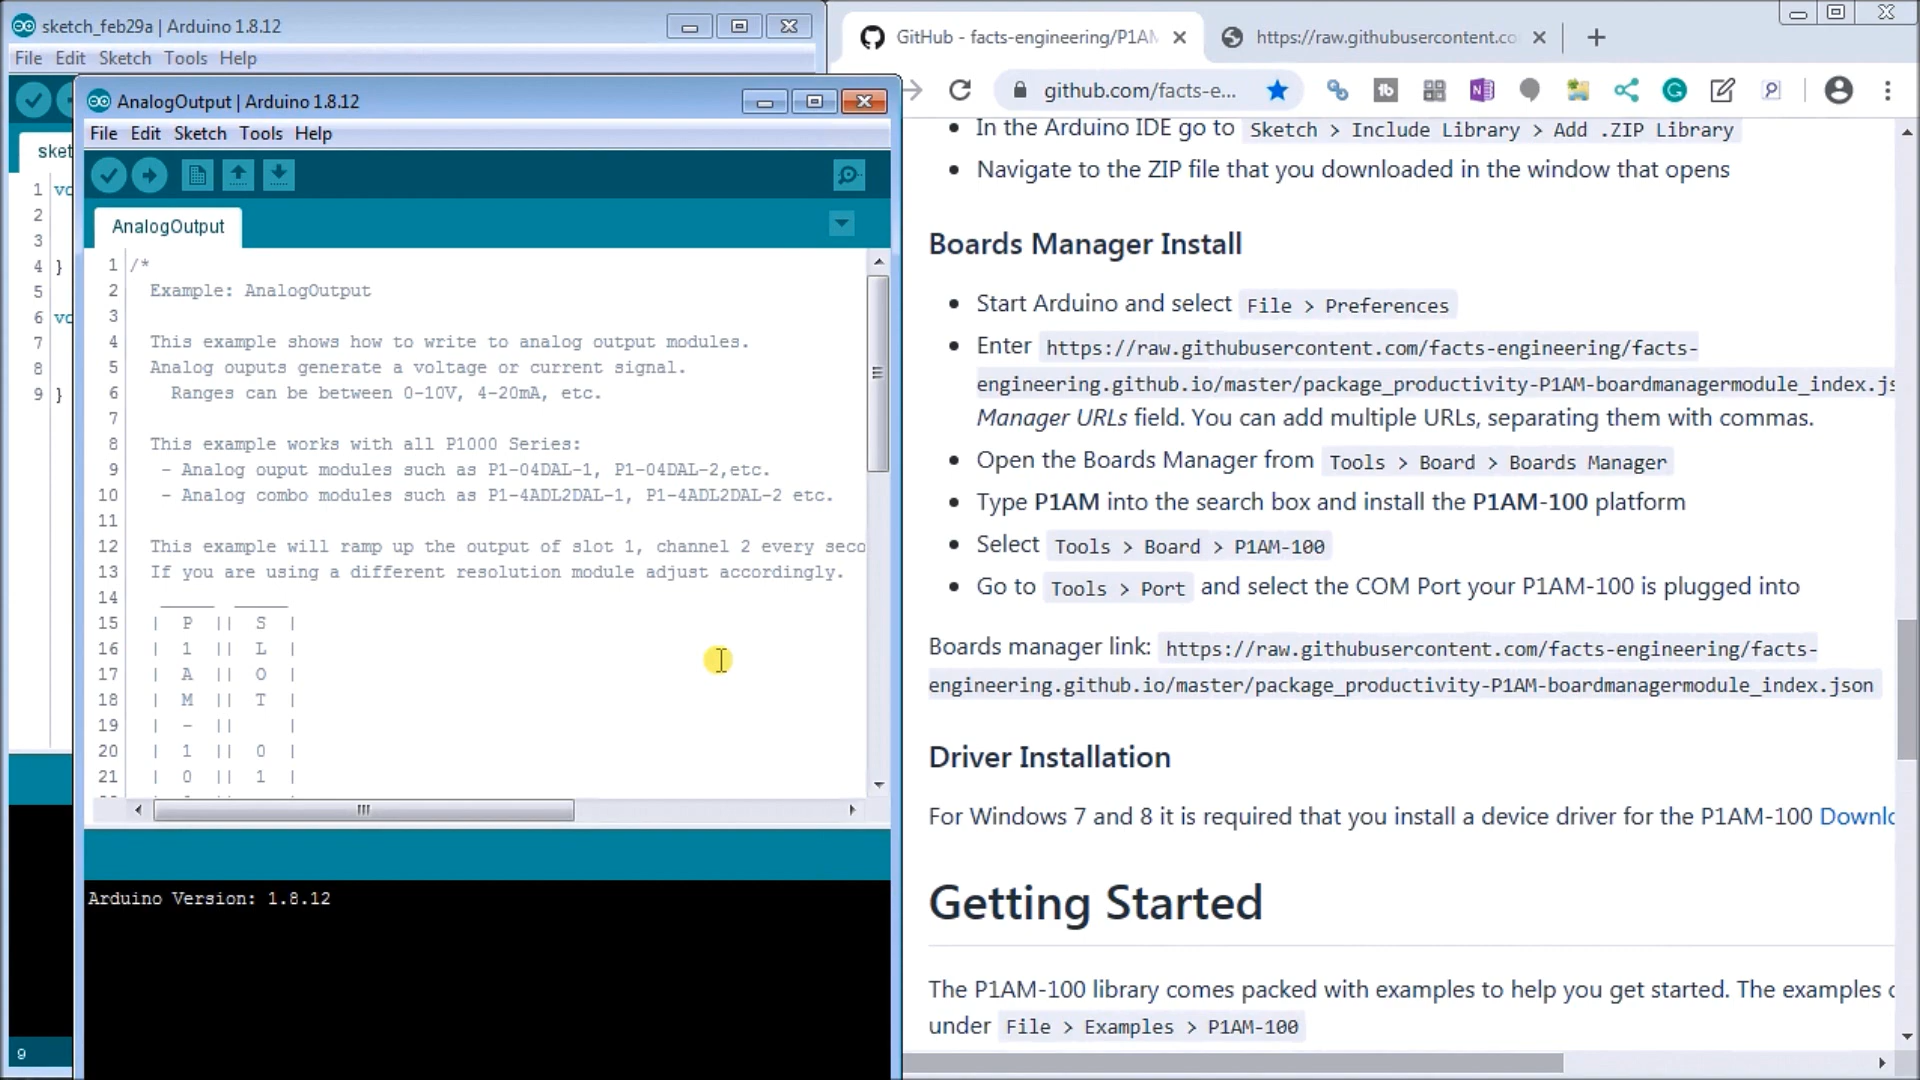 sketch_feb29a | Arduino 1.8.12
File Edit Sketch Tools Help
sket
1 vo
2
3
4 }
5
6 vo
7
8
9 }
9
AnalogOutput | Arduino 1.8.12
File Edit Sketch Tools Help
AnalogOutput
1 /*
2 Example: AnalogOutput
3
4 This example shows how to write to analog output modules.
5 Analog ouputs generate a voltage or current signal.
6 Ranges can be between 0-10V, 4-20mA, etc.
7
8 This example works with all P1000 Series:
9 - Analog ouput modules such as P1-04DAL-1, P1-04DAL-2,etc.
10 - Analog combo modules such as P1-4ADL2DAL-1, P1-4ADL2DAL-2 etc.
11
12 This example will ramp up the output of slot 1, channel 2 every seco
13 If you are using a different resolution module adjust accordingly.
14 _____ _____
15 | P || S |
16 | 1 || L |
17 | A || O |
18 | M || T |
19 | - || |
20 | 1 || 0 |
21 | 0 || 1 |
Arduino Version: 1.8.12
GitHub - facts-engineering/P1AM
https://raw.githubusercontent.co
github.com/facts-e...
In the Arduino IDE go to Sketch > Include Library > Add .ZIP Library
Navigate to the ZIP file that you downloaded in the window that opens
Boards Manager Install
Start Arduino and select File > Preferences
Enter https://raw.githubusercontent.com/facts-engineering/facts-
engineering.github.io/master/package_productivity-P1AM-boardmanagermodule_index.js
Manager URLs field. You can add multiple URLs, separating them with commas.
Open the Boards Manager from Tools > Board > Boards Manager
Type P1AM into the search box and install the P1AM-100 platform
Select Tools > Board > P1AM-100
Go to Tools > Port and select the COM Port your P1AM-100 is plugged into
Boards manager link: https://raw.githubusercontent.com/facts-engineering/facts-
engineering.github.io/master/package_productivity-P1AM-boardmanagermodule_index.json
Driver Installation
For Windows 7 and 8 it is required that you install a device driver for the P1AM-100 Downlo
Getting Started
The P1AM-100 library comes packed with examples to help you get started. The examples c
under File > Examples > P1AM-100